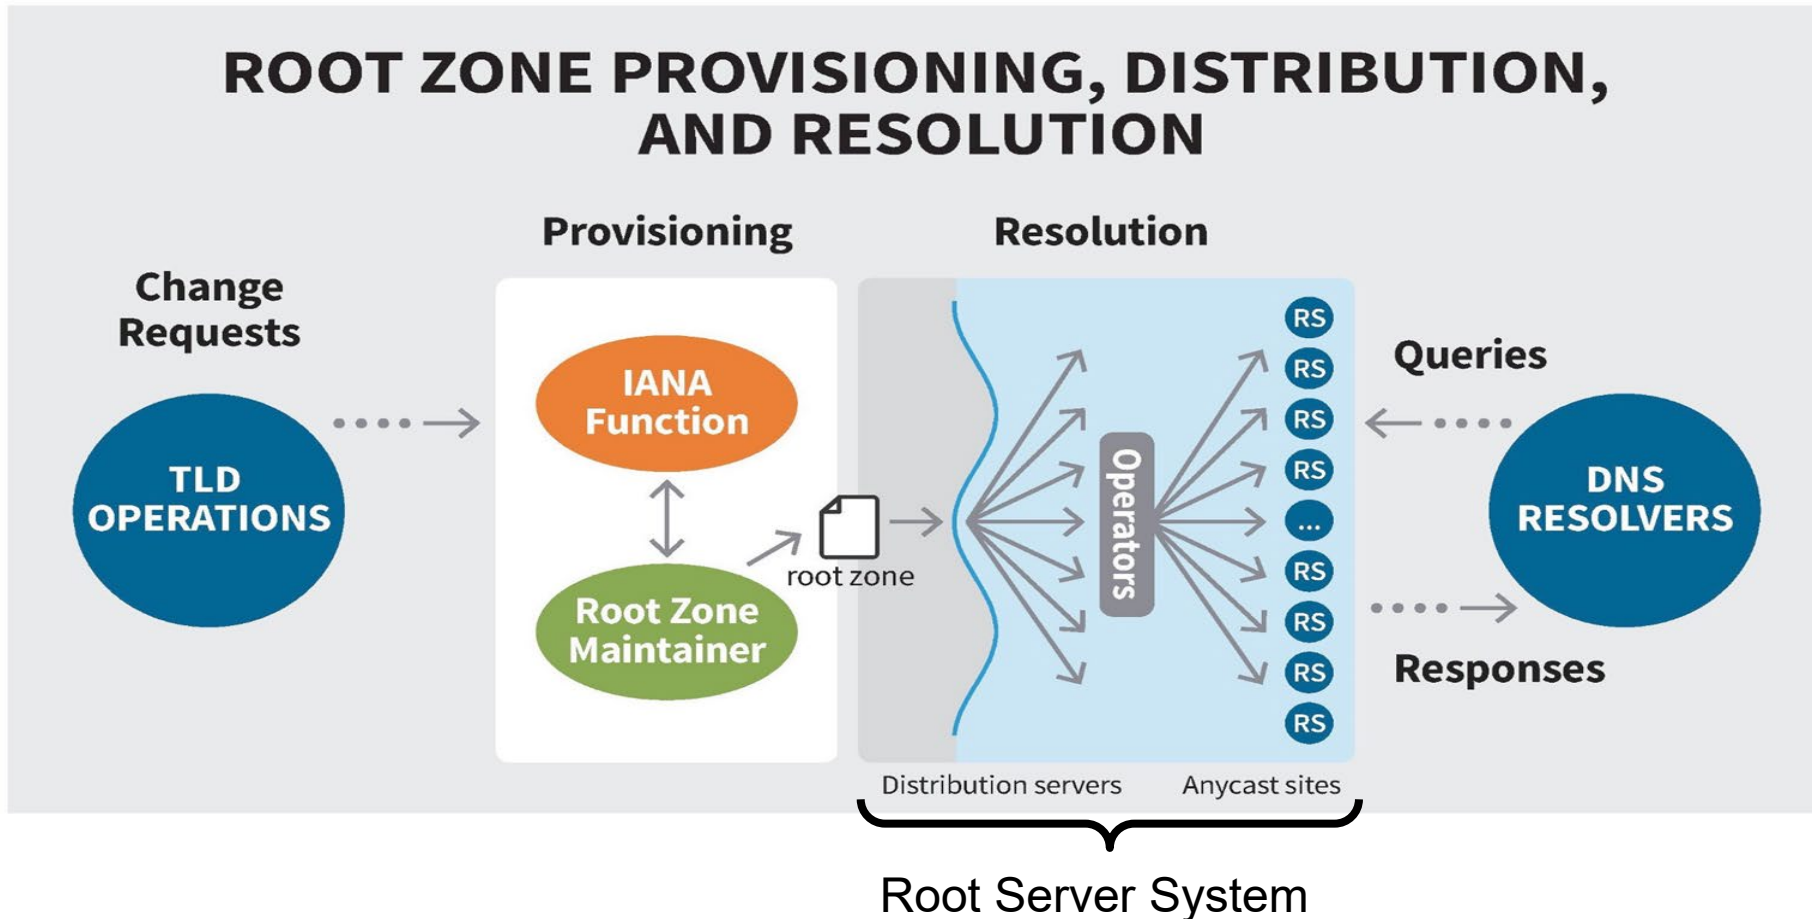 ROOT ZONE PROVISIONING, DISTRIBUTION,
AND RESOLUTION
Provisioning
Resolution
Change
Requests
TLD
OPERATIONS
IANA
Function
Root Zone
Maintainer
root zone
Operators
RS
RS
RS
RS
...
RS
RS
RS
RS
Queries
DNS
RESOLVERS
Responses
Distribution servers
Anycast sites
Root Server System